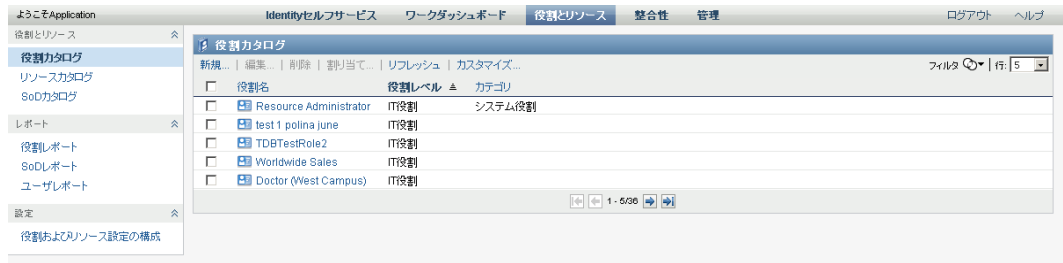 ようこそApplication
Identityセルフサービス ワークダッシュボード 役割とリソース 整合性 管理
ログアウト ヘルプ
役割とリソース
役割カタログ
リソースカタログ
SoDカタログ
レポート
役割レポート
SoDレポート
ユーザレポート
設定
役割およびリソース設定の構成
役割カタログ
新規... | 編集... | 削除 | 割り当て... | リフレッシュ | カスタマイズ...
フィルタ | 行: 5
役割名 役割レベル カテゴリ
Resource Administrator IT役割 システム役割
test1 polina june IT役割
TDBTestRole2 IT役割
Worldwide Sales IT役割
Doctor (West Campus) IT役割
1 - 5/36